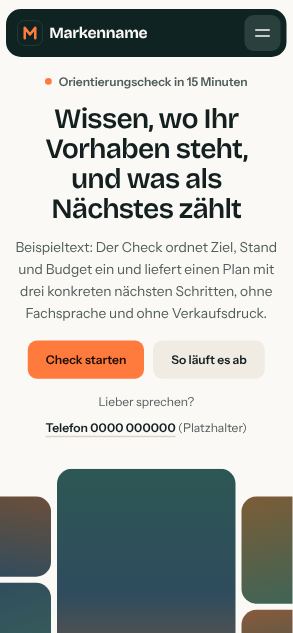 M Markenname
Orientierungscheck in 15 Minuten
Wissen, wo Ihr
Vorhaben steht,
und was als
Nächstes zählt
Beispieltext: Der Check ordnet Ziel, Stand
und Budget ein und liefert einen Plan mit
drei konkreten nächsten Schritten, ohne
Fachsprache und ohne Verkaufsdruck.
Check starten
So läuft es ab
Lieber sprechen?
Telefon 0000 000000 (Platzhalter)